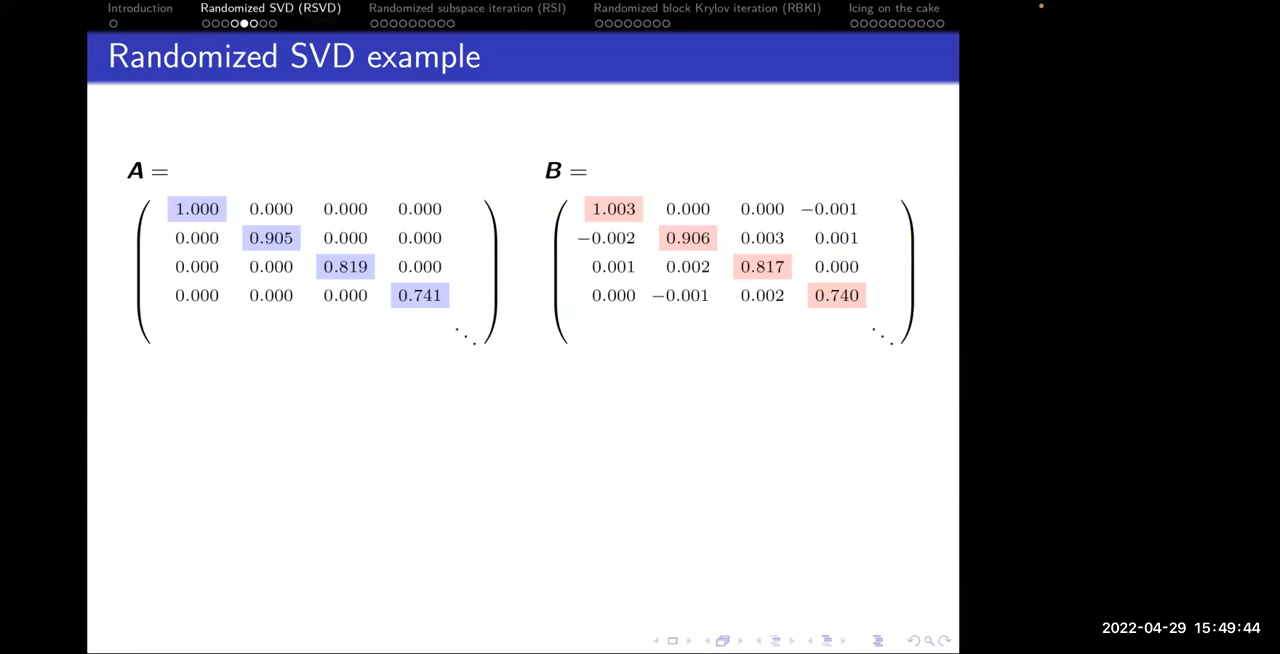 Introduction Randomized SVD (RSVD) Randomized subspace iteration (RSI) Randomized block Krylov iteration (RBKI) Icing on the cake
Randomized SVD example
A =
1.000 0.000 0.000 0.000
0.000 0.905 0.000 0.000
0.000 0.000 0.819 0.000
0.000 0.000 0.000 0.741
⋱
B =
1.003 0.000 0.000 −0.001
−0.002 0.906 0.003 0.001
0.001 0.002 0.817 0.000
0.000 −0.001 0.002 0.740
⋱
2022-04-29 15:49:44